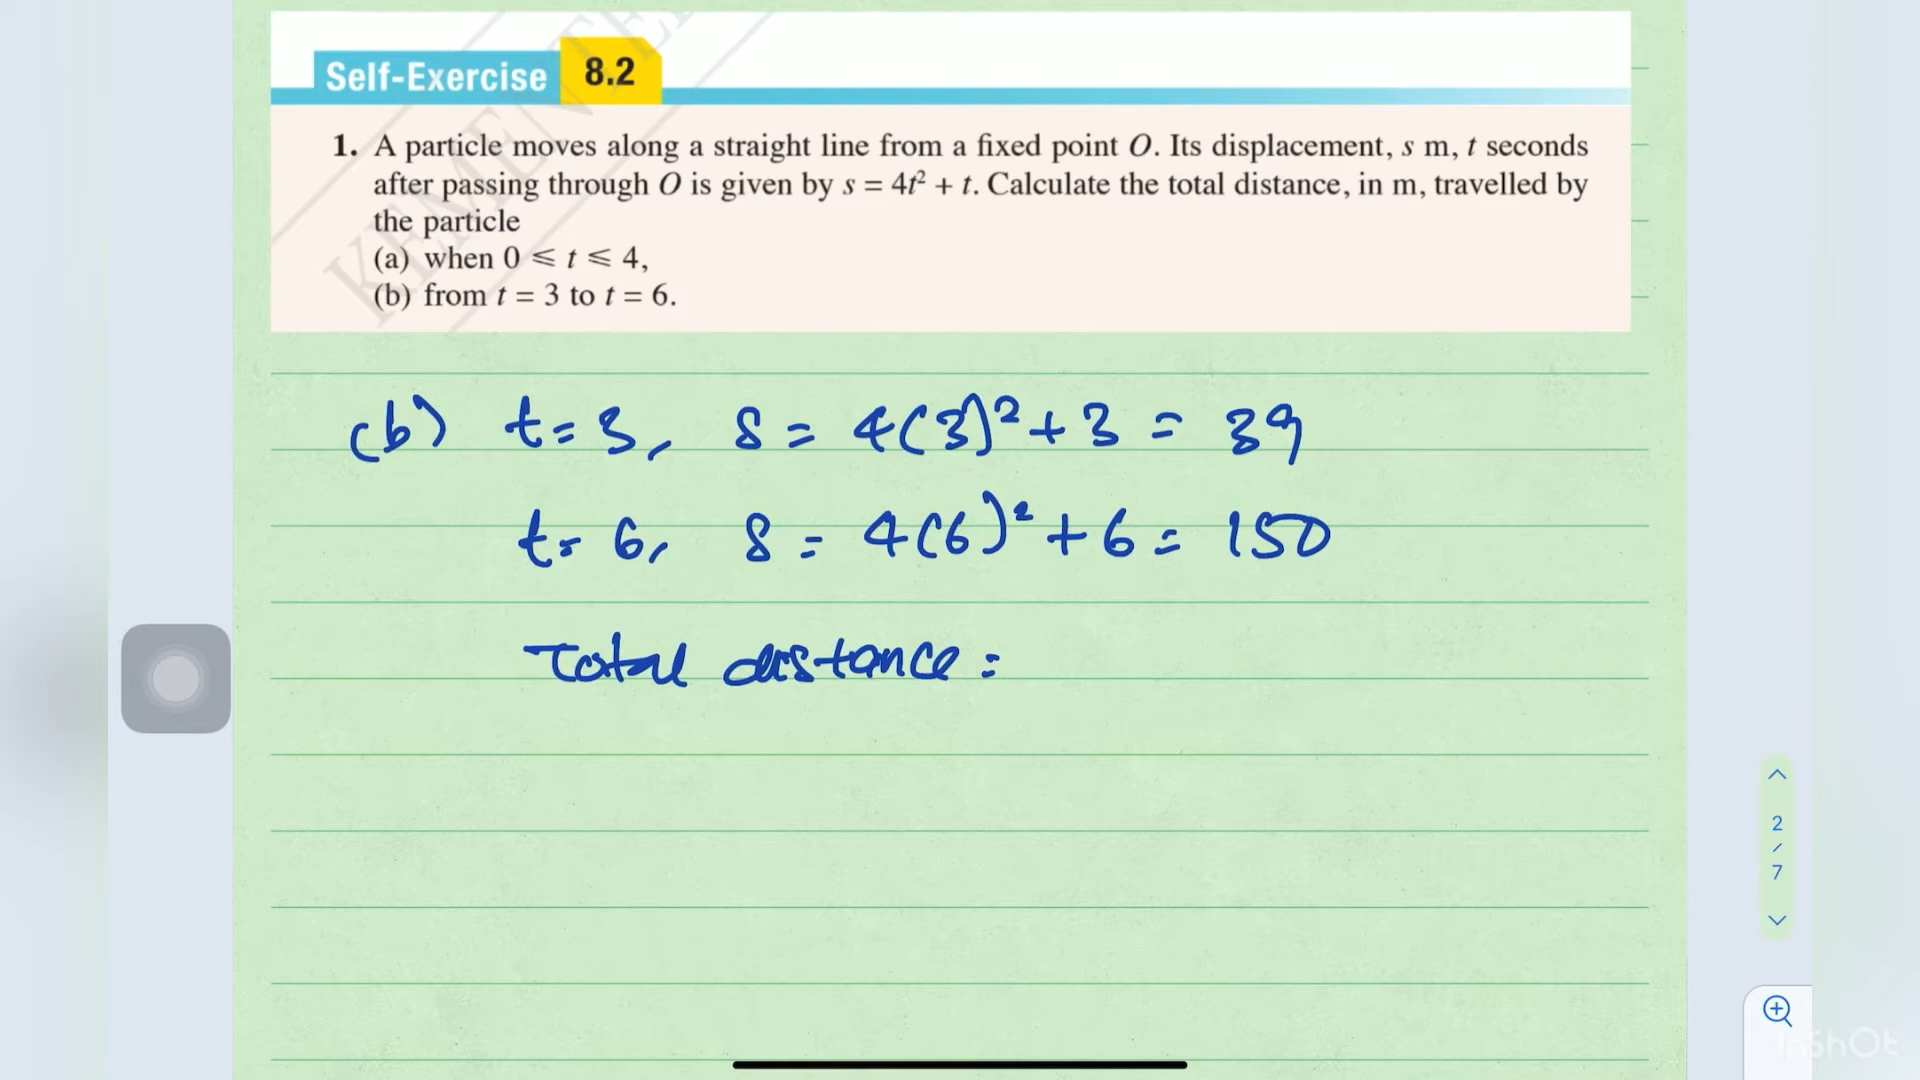 Self-Exercise 8.2
1. A particle moves along a straight line from a fixed point O. Its displacement, s m, t seconds
after passing through O is given by s = 4t² + t. Calculate the total distance, in m, travelled by
the particle
(a) when 0 ⩽ t ⩽ 4,
(b) from t = 3 to t = 6.
(b) t = 3, s = 4(3)² + 3 = 39
t = 6, s = 4(6)² + 6 = 150
Total distance =
2
/
7
InShOt